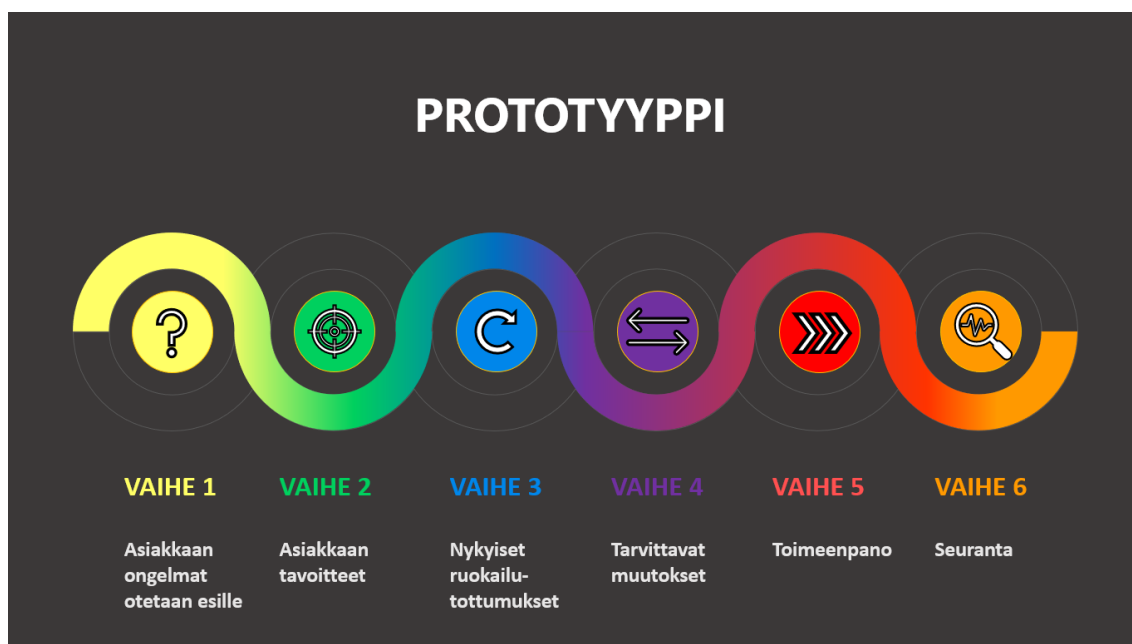 PROTOTYYPPI
VAIHE 1
Asiakkaan
ongelmat
otetaan esille
VAIHE 2
Asiakkaan
tavoitteet
VAIHE 3
Nykyiset
ruokailu-
tottumukset
VAIHE 4
Tarvittavat
muutokset
VAIHE 5
Toimeenpano
VAIHE 6
Seuranta